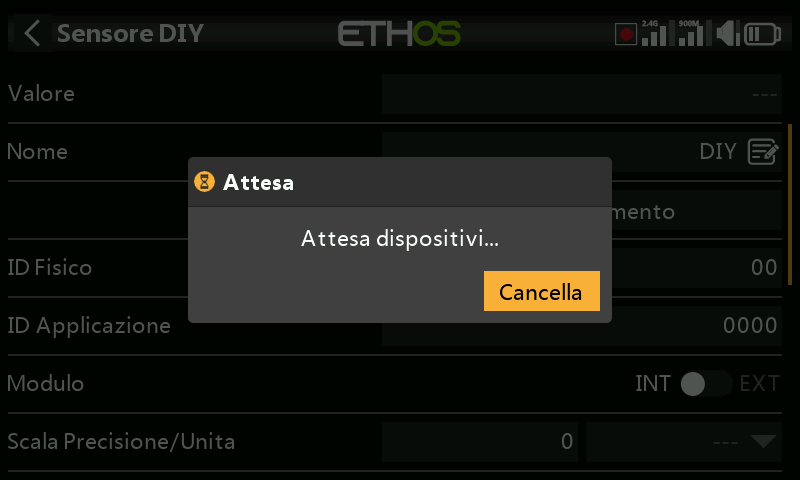 Sensore DIY
ETHOS
2.4G
900M
Valore
---
Nome
DIY
mento
Attesa
Attesa dispositivi...
Cancella
ID Fisico
00
ID Applicazione
0000
Modulo
INT
EXT
Scala Precisione/Unita
0
---